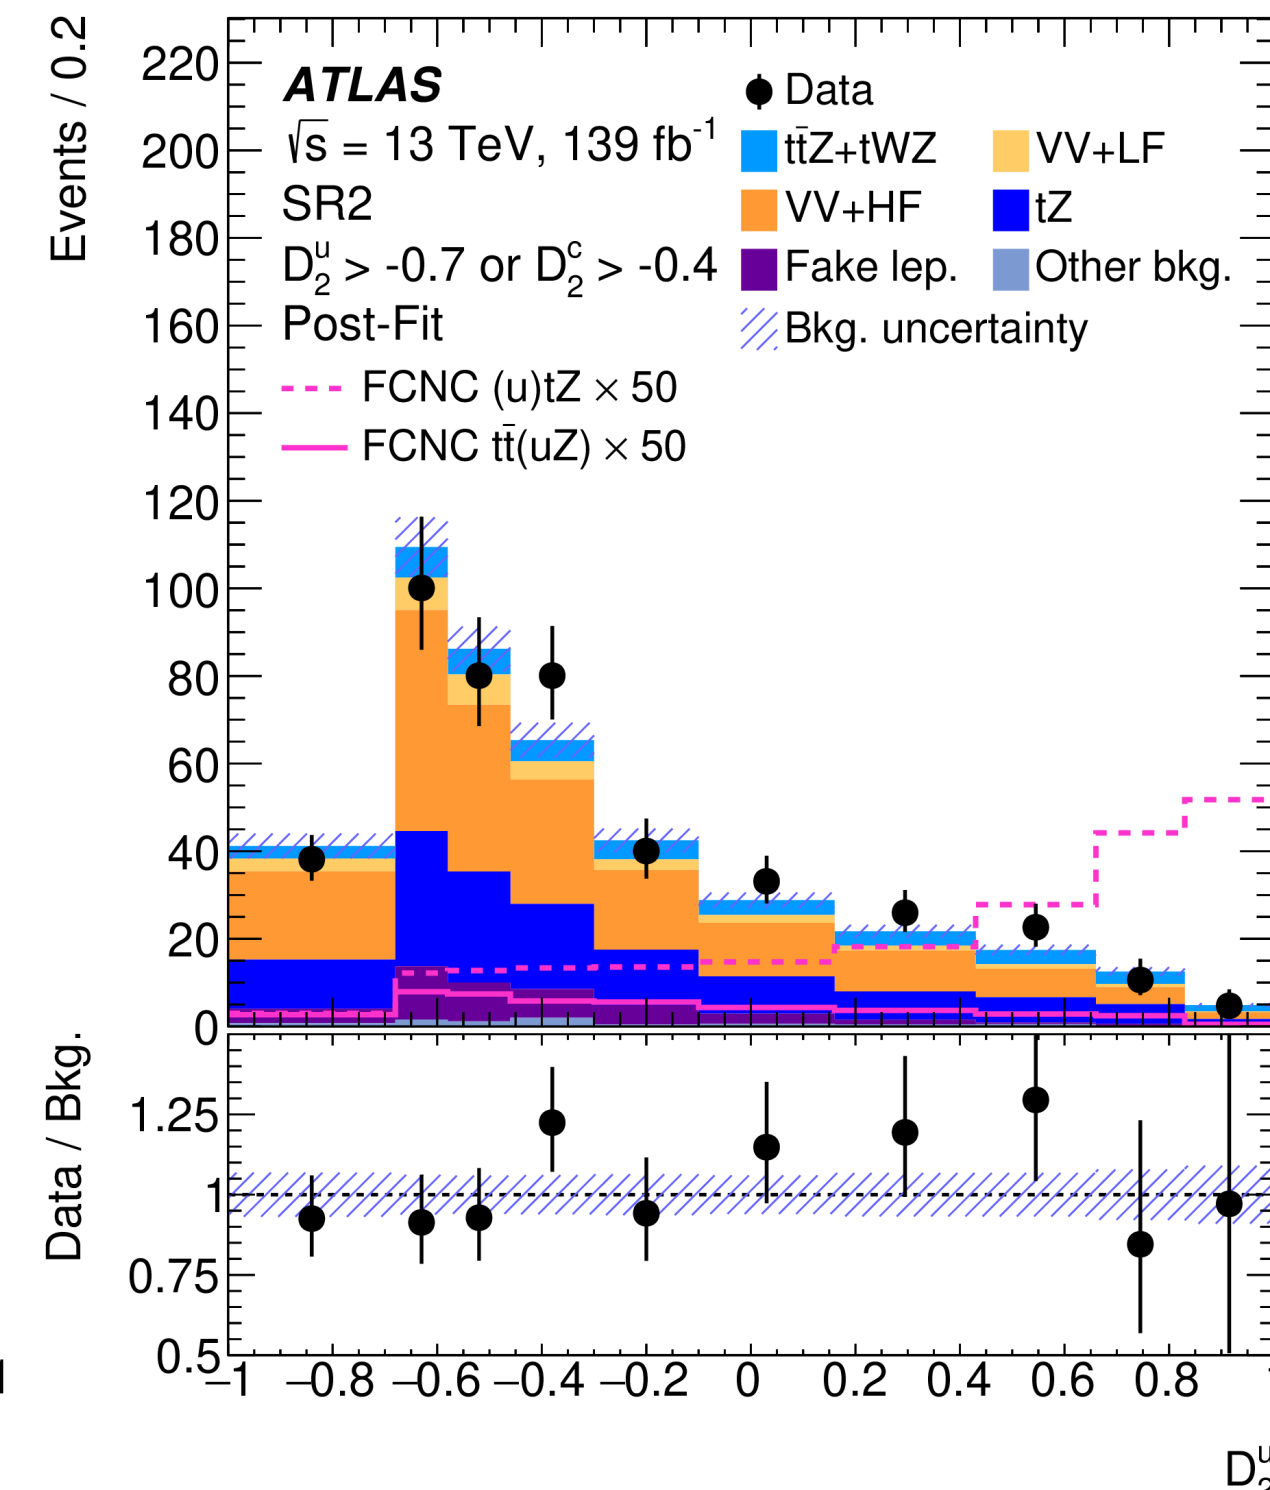 Events / 0.2
220
200
180
160
140
120
100
80
60
40
20
0
ATLAS
√s = 13 TeV, 139 fb⁻¹
SR2
D₂ᵘ > -0.7 or D₂ᶜ > -0.4
Post-Fit
FCNC (u)tZ × 50
FCNC tt̄(uZ) × 50
Data
tt̄Z+tWZ
VV+LF
VV+HF
tZ
Fake lep.
Other bkg.
Bkg. uncertainty
Data / Bkg.
1.25
1
0.75
0.5
−1 −0.8 −0.6 −0.4 −0.2 0 0.2 0.4 0.6 0.8
D₂ᵘ